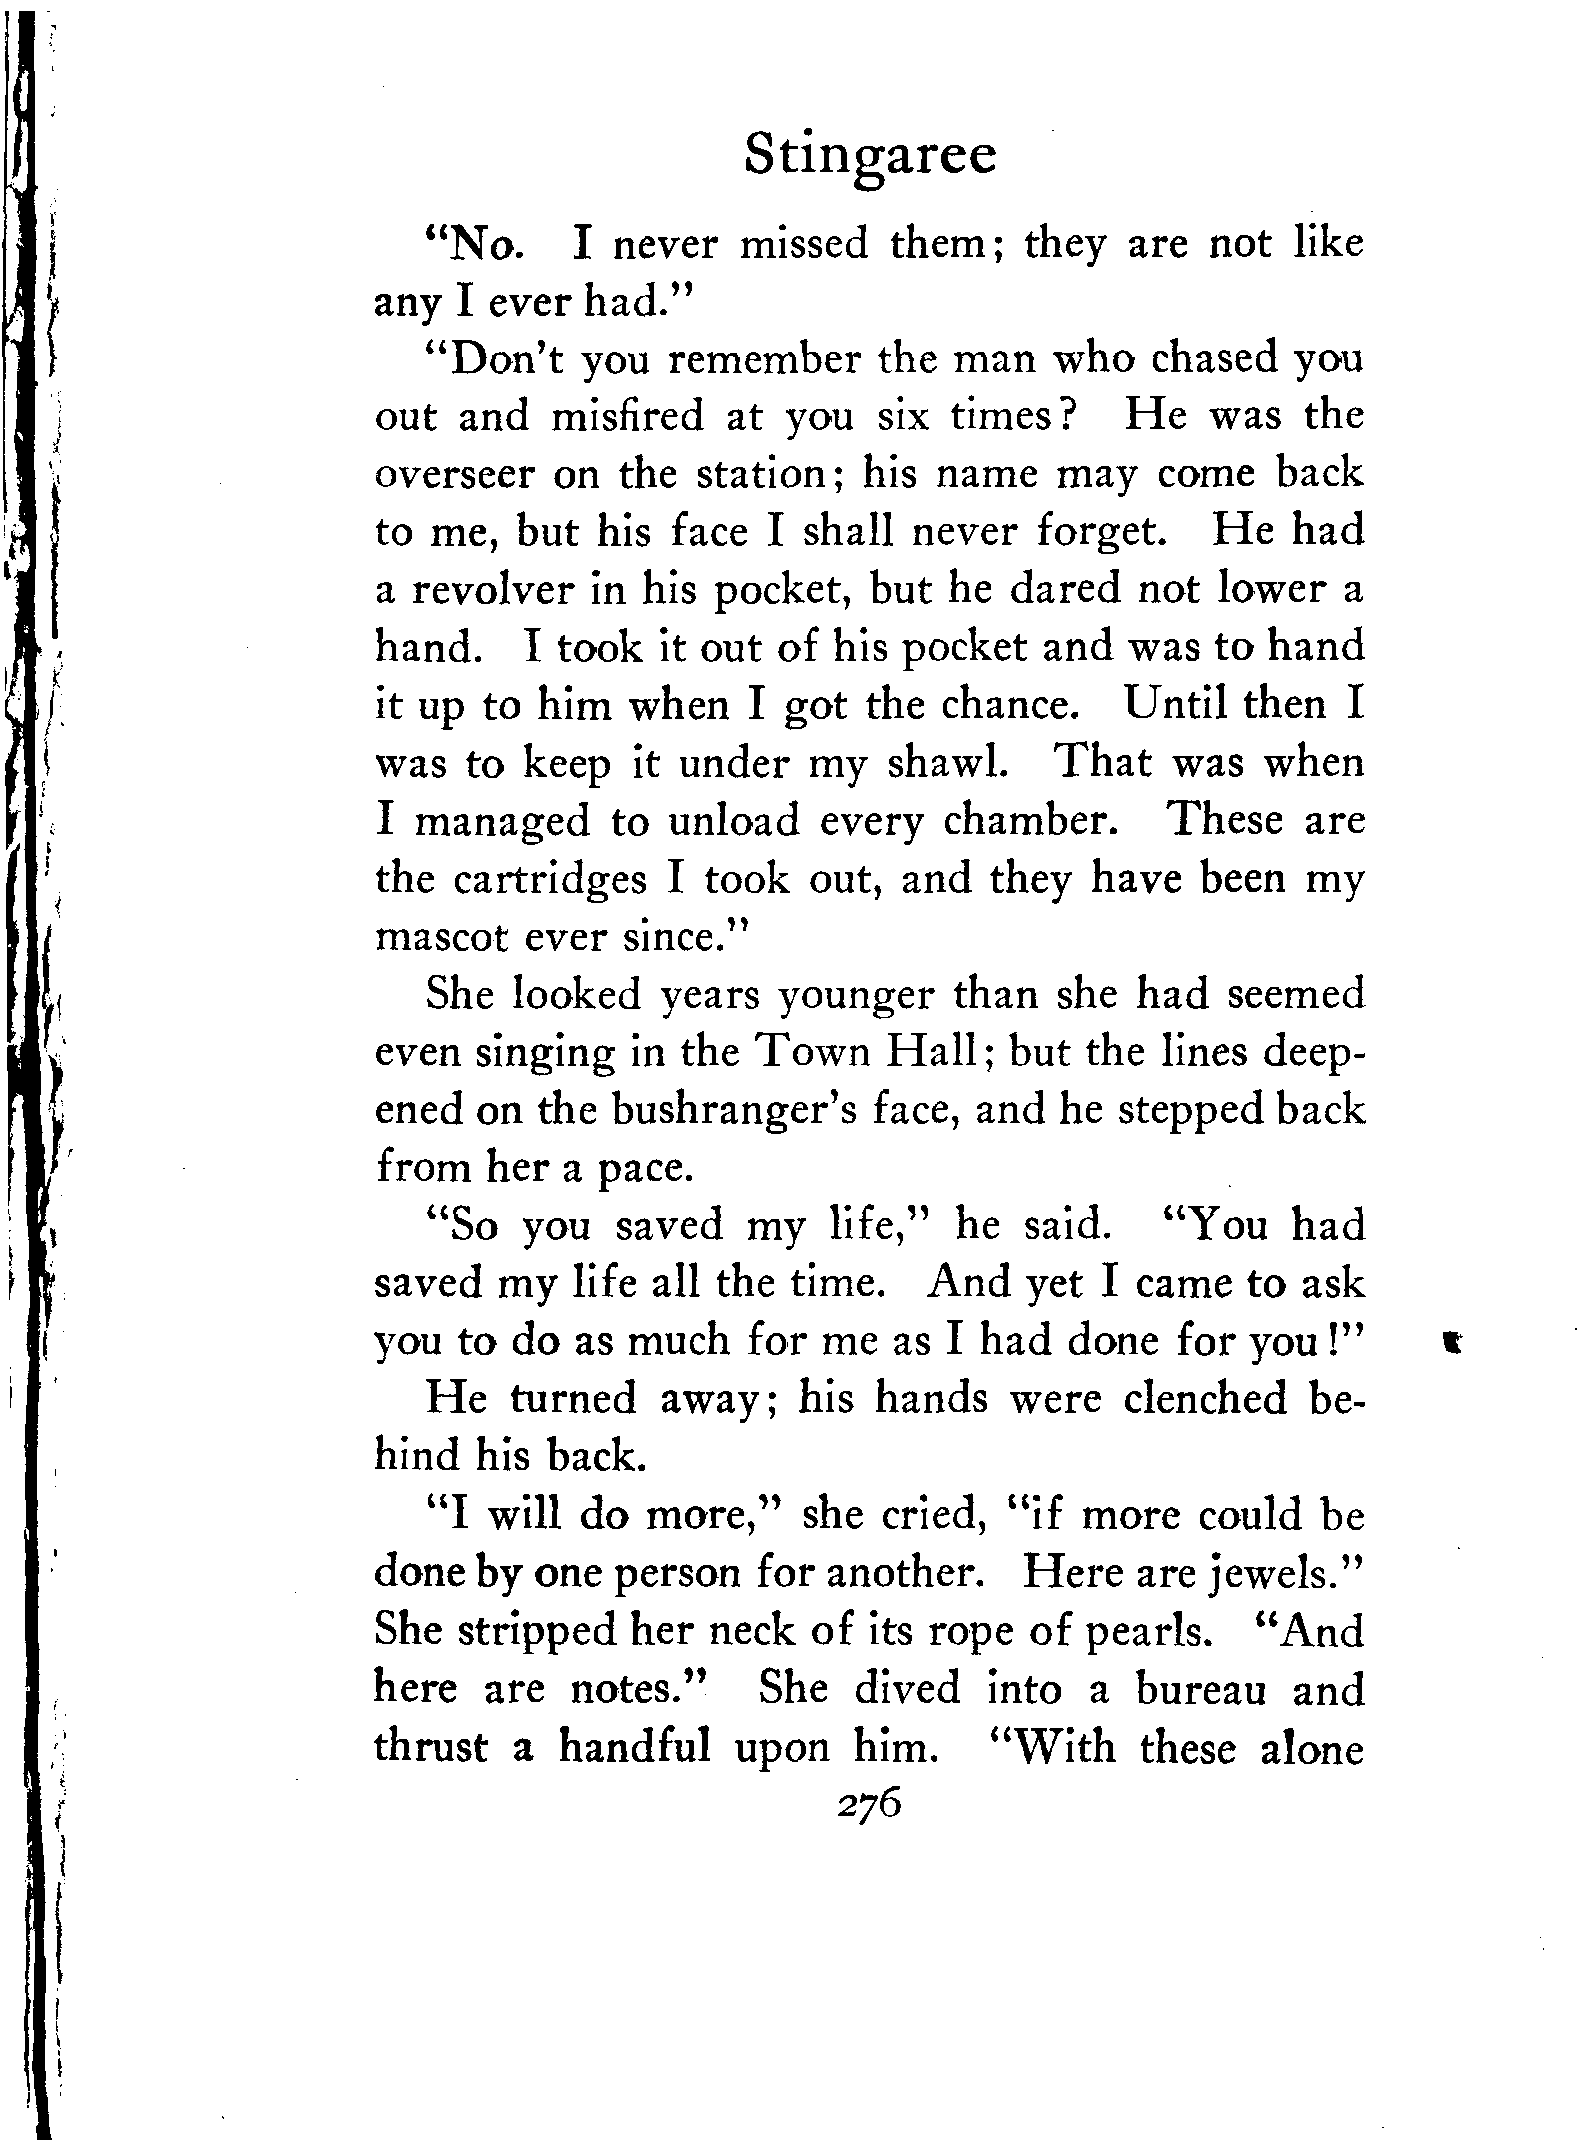 Stingaree
“No. I never missed them; they are not like
any I ever had.”
“Don't you remember the man who chased you
out and misfired at you six times? He was the
overseer on the station; his name may come back
to me, but his face I shall never forget. He had
a revolver in his pocket, but he dared not lower a
hand. I took it out of his pocket and was to hand
it up to him when I got the chance. Until then I
was to keep it under my shawl. That was when
I managed to unload every chamber. These are
the cartridges I took out, and they have been my
mascot ever since.”
She looked years younger than she had seemed
even singing in the Town Hall; but the lines deep-
ened on the bushranger's face, and he stepped back
from her a pace.
“So you saved my life,” he said. “You had
saved my life all the time. And yet I came to ask
you to do as much for me as I had done for you!”
He turned away; his hands were clenched be-
hind his back.
“I will do more,” she cried, “if more could be
done by one person for another. Here are jewels.”
She stripped her neck of its rope of pearls. “And
here are notes.” She dived into a bureau and
thrust a handful upon him. “With these alone
276